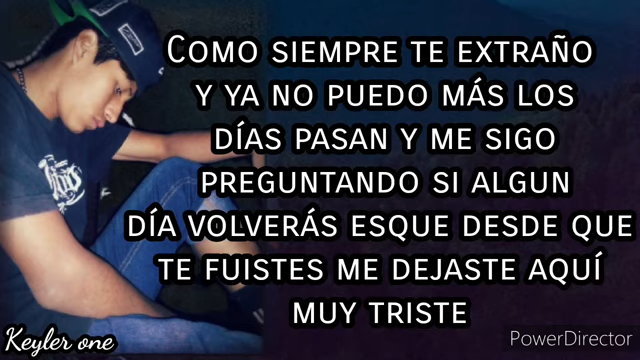 Como siempre te extraño
y ya no puedo más los
días pasan y me sigo
preguntando si algun
día volverás esque desde que
te fuistes me dejaste aquí
muy triste
Keyler one
PowerDirector